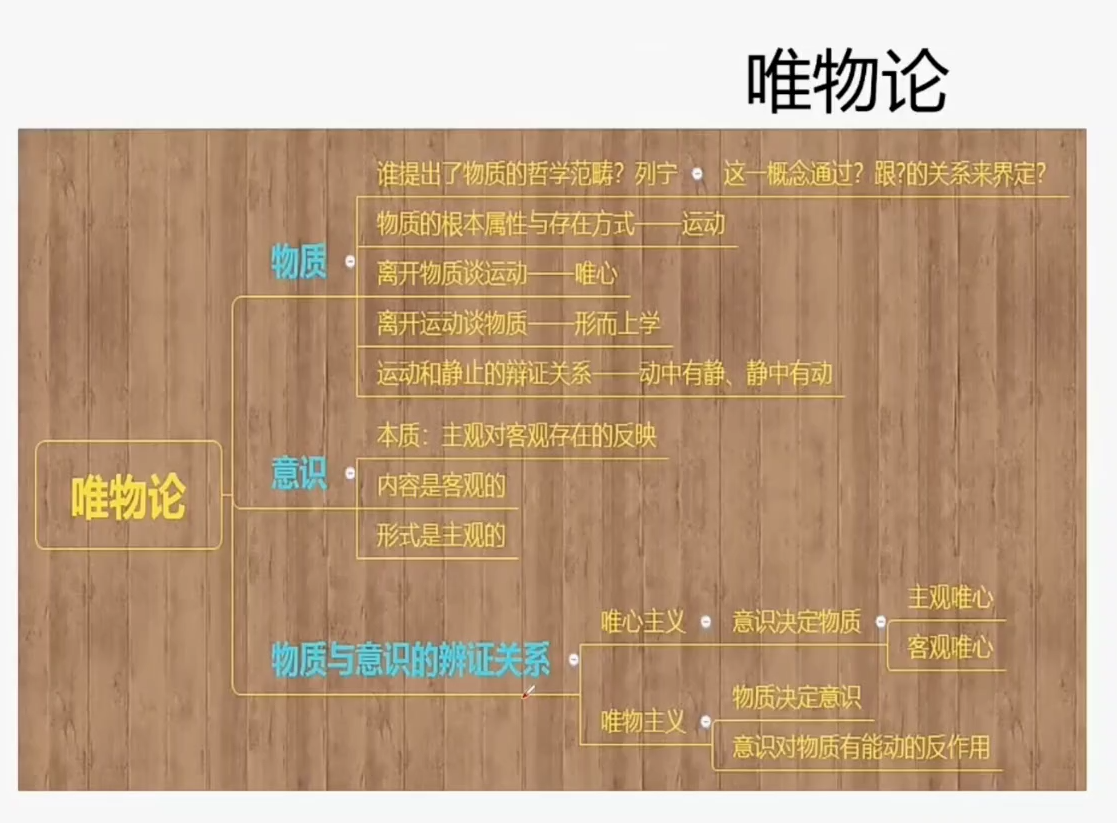 唯物论
谁提出了物质的哲学范畴？列宁 这一概念通过？跟?的关系来界定？
物质的根本属性与存在方式——运动
物质
离开物质谈运动——唯心
离开运动谈物质——形而上学
运动和静止的辩证关系——动中有静、静中有动
本质：主观对客观存在的反映
意识
内容是客观的
唯物论
形式是主观的
主观唯心
唯心主义 意识决定物质
客观唯心
物质与意识的辨证关系
物质决定意识
唯物主义
意识对物质有能动的反作用